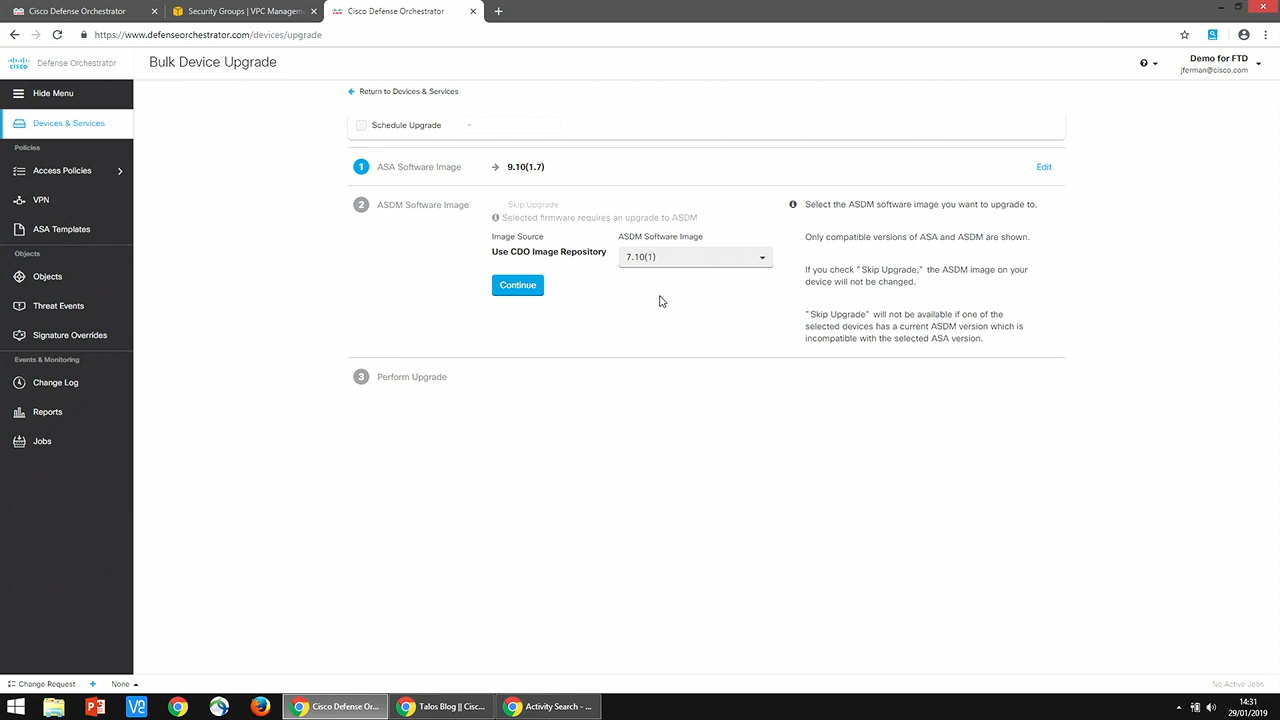 Cisco Defense Orchestrator
Security Groups | VPC Managem
Cisco Defense Orchestrator
https://www.defenseorchestrator.com/devices/upgrade
cisco
Defense Orchestrator
Bulk Device Upgrade
Demo for FTD
jferman@cisco.com
Hide Menu
Devices & Services
Policies
Access Policies
VPN
ASA Templates
Objects
Objects
Threat Events
Signature Overrides
Events & Monitoring
Change Log
Reports
Jobs
Return to Devices & Services
Schedule Upgrade
-
1 ASA Software Image → 9.10(1.7) Edit
2 ASDM Software Image
Skip Upgrade
Selected firmware requires an upgrade to ASDM
Image Source
Use CDO Image Repository
ASDM Software Image
7.10(1)
Continue
Select the ASDM software image you want to upgrade to.
Only compatible versions of ASA and ASDM are shown.
If you check "Skip Upgrade," the ASDM image on your
device will not be changed.
"Skip Upgrade" will not be available if one of the
selected devices has a current ASDM version which is
incompatible with the selected ASA version.
3 Perform Upgrade
Change Request + None
No Active Jobs
Cisco Defense Or...
Talos Blog || Cisc...
Activity Search - ...
14:31
29/01/2019